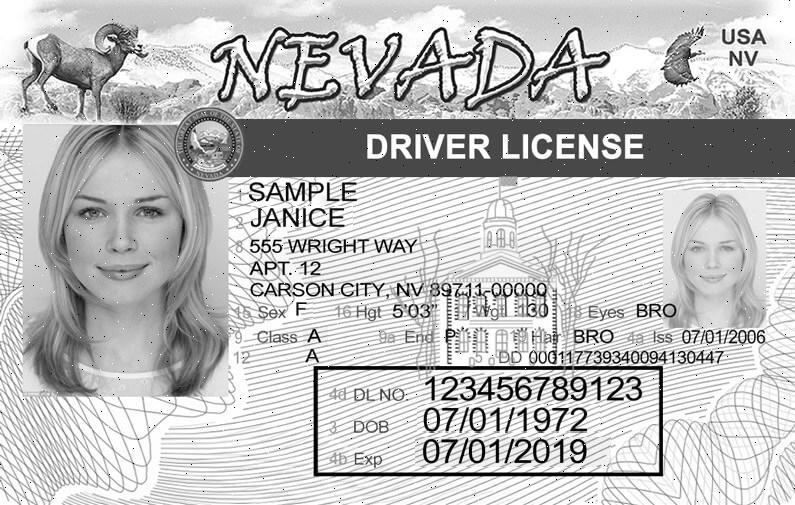 NEVADA
USA
NV
DRIVER LICENSE
1 SAMPLE
2 JANICE
8 555 WRIGHT WAY
APT. 12
CARSON CITY, NV 89711-00000
15 Sex F 16 Hgt 5'03" 17 Wgt 130 18 Eyes BRO
9 Class A 9a End Hair BRO 4a Iss 07/01/2006
12 A 5 DD 000117739340094130447
4d DL NO. 123456789123
3 DOB 07/01/1972
4b Exp 07/01/2019